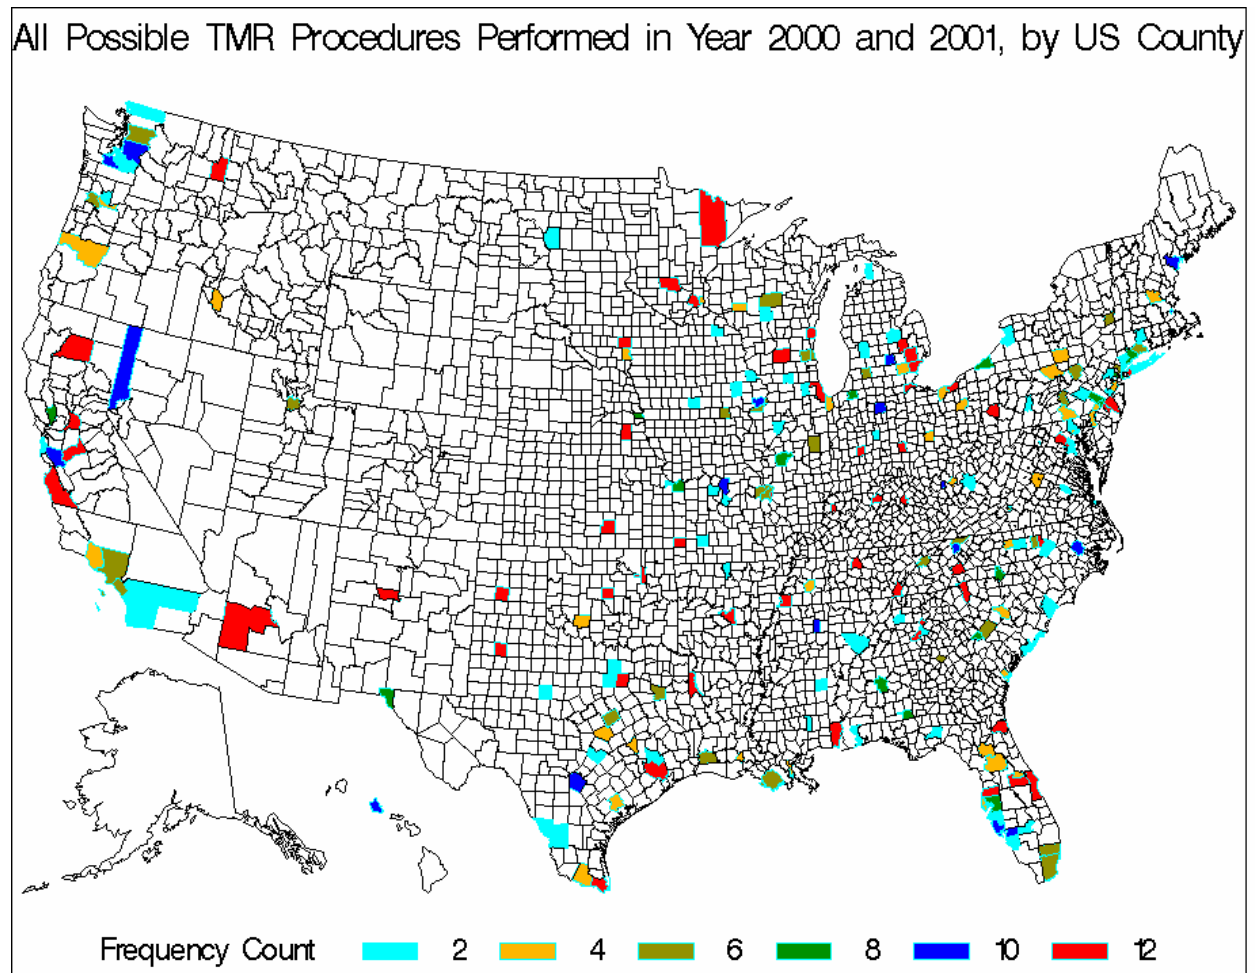 All Possible TMR Procedures Performed in Year 2000 and 2001, by US County
Frequency Count 2 4 6 8 10 12